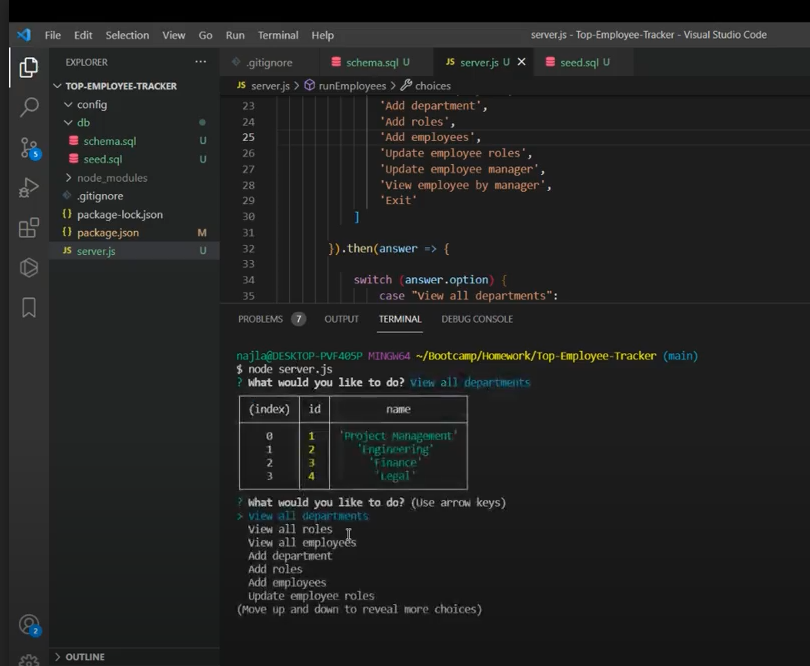 File Edit Selection View Go Run Terminal Help server.js - Top-Employee-Tracker - Visual Studio Code
EXPLORER ...
TOP-EMPLOYEE-TRACKER
config
db
schema.sql U
seed.sql U
node_modules
.gitignore
{} package-lock.json
{} package.json M
JS server.js U
5
2
OUTLINE
.gitignore schema.sql U JS server.js U × seed.sql U
JS server.js > runEmployees > choices
23 'Add department',
24 'Add roles',
25 'Add employees',
26 'Update employee roles',
27 'Update employee manager',
28 'View employee by manager',
29 'Exit'
30 ]
32 }).then(answer => {
33
34 switch (answer.option) {
35 case "View all departments":
PROBLEMS 7 OUTPUT TERMINAL DEBUG CONSOLE
najla@DESKTOP-PVF405P MINGW64 ~/Bootcamp/Homework/Top-Employee-Tracker (main)
$ node server.js
? What would you like to do? View all departments
(index) id name
0 1 'Project Management'
1 2 'Engineering'
2 3 'Finance'
3 4 'Legal'
? What would you like to do? (Use arrow keys)
> View all departments
View all roles
View all employees
Add department
Add roles
Add employees
Update employee roles
(Move up and down to reveal more choices)